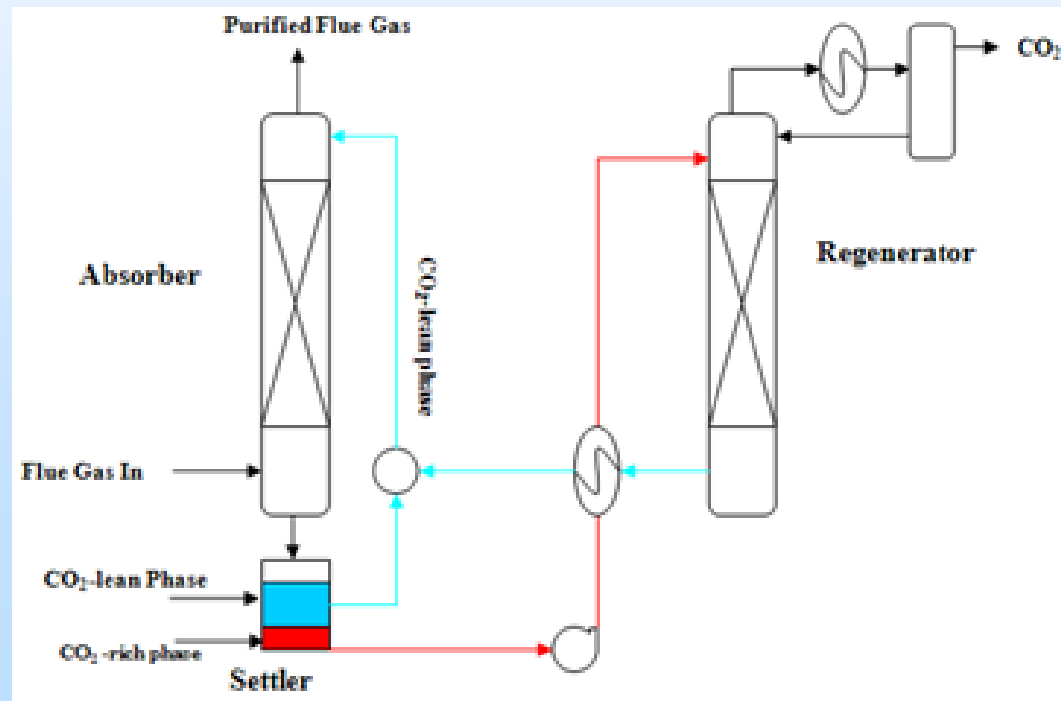 Purified Flue Gas
CO₂
Absorber
CO₂-lean phase
Regenerator
Flue Gas In
CO₂-lean Phase
CO₂ -rich phase
Settler